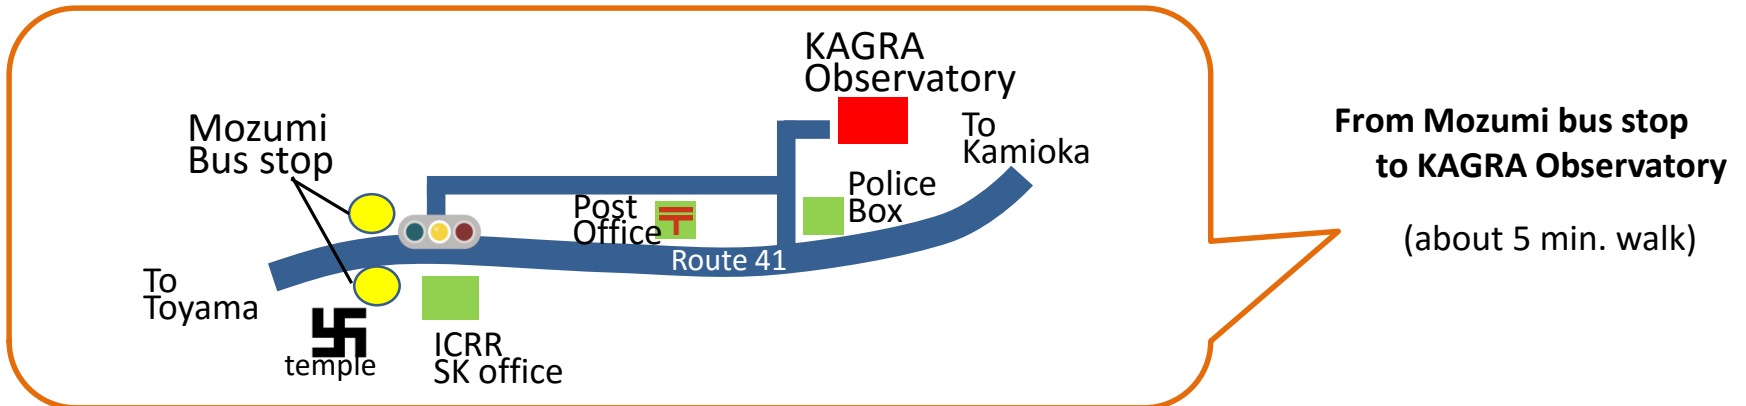 KAGRA
Observatory
Mozumi
Bus stop
To
Kamioka
Police
Box
Post
Office
〒
Route 41
To
Toyama
卍
temple
ICRR
SK office
From Mozumi bus stop
to KAGRA Observatory
(about 5 min. walk)